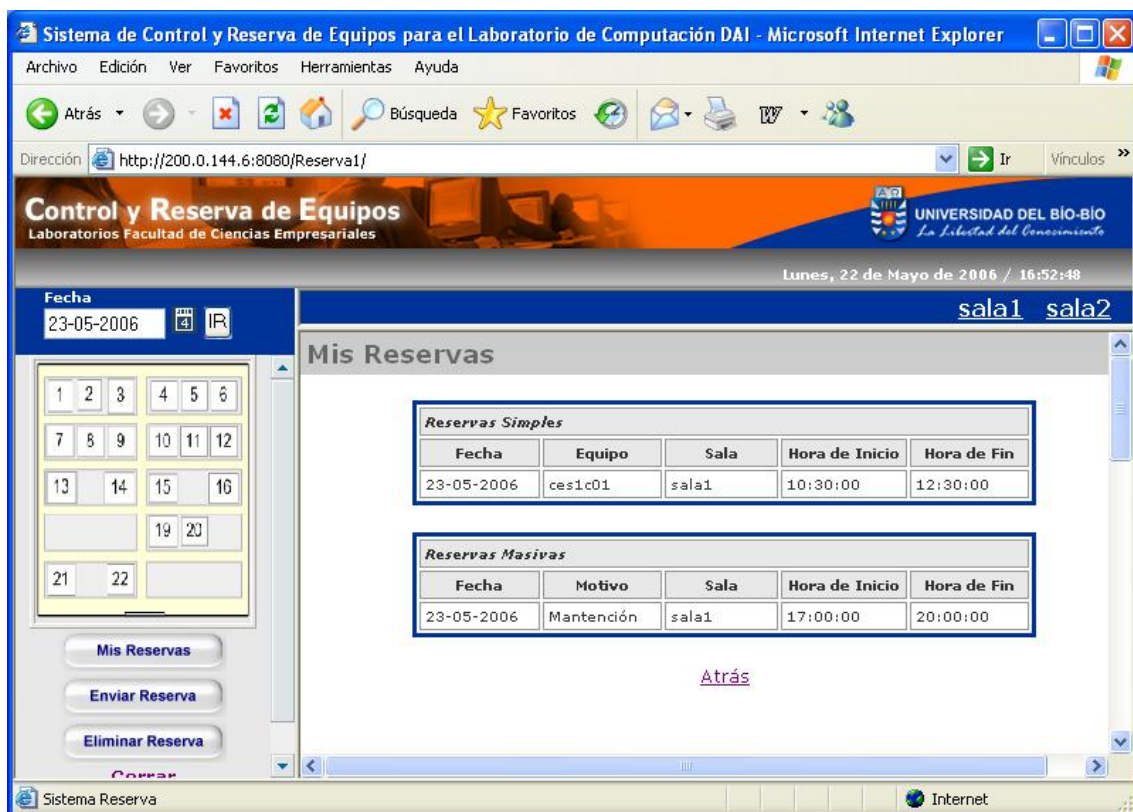 Sistema de Control y Reserva de Equipos para el Laboratorio de Computación DAI - Microsoft Internet Explorer
Archivo Edición Ver Favoritos Herramientas Ayuda
Atrás Búsqueda Favoritos
Dirección http://200.0.144.6:8080/Reserva1/ Ir Vínculos »
Control y Reserva de Equipos
Laboratorios Facultad de Ciencias Empresariales
UNIVERSIDAD DEL BÍO-BÍO
La Libertad del Conocimiento
Lunes, 22 de Mayo de 2006 / 16:52:48
Fecha
23-05-2006 4 IR
sala1 sala2
1 2 3 4 5 6
7 8 9 10 11 12
13 14 15 16
19 20
21 22
Mis Reservas
Enviar Reserva
Eliminar Reserva
Cerrar
Mis Reservas
Reservas Simples
Fecha Equipo Sala Hora de Inicio Hora de Fin
23-05-2006 ces1c01 sala1 10:30:00 12:30:00
Reservas Masivas
Fecha Motivo Sala Hora de Inicio Hora de Fin
23-05-2006 Mantención sala1 17:00:00 20:00:00
Atrás
Sistema Reserva Internet